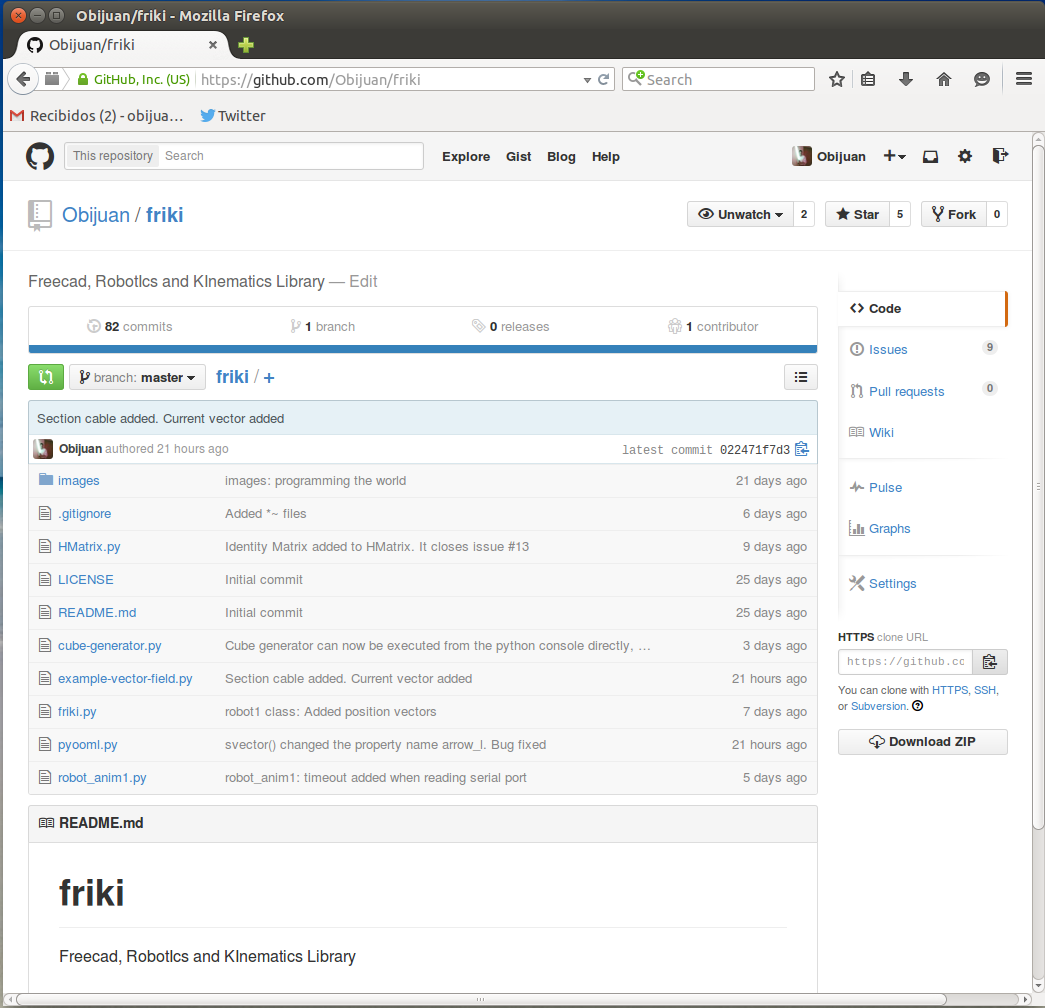 Obijuan/friki - Mozilla Firefox
Obijuan/friki
GitHub, Inc. (US) https://github.com/Obijuan/friki Search
Recibidos (2) - obijua... Twitter
This repository Search Explore Gist Blog Help Obijuan
Obijuan / friki Unwatch 2 Star 5 Fork 0
Freecad, RobotIcs and KInematics Library — Edit
82 commits 1 branch 0 releases 1 contributor
branch: master friki / +
Section cable added. Current vector added
Obijuan authored 21 hours ago latest commit 022471f7d3
images images: programming the world 21 days ago
.gitignore Added *~ files 6 days ago
HMatrix.py Identity Matrix added to HMatrix. It closes issue #13 9 days ago
LICENSE Initial commit 25 days ago
README.md Initial commit 25 days ago
cube-generator.py Cube generator can now be executed from the python console directly, ... 3 days ago
example-vector-field.py Section cable added. Current vector added 21 hours ago
friki.py robot1 class: Added position vectors 7 days ago
pyooml.py svector() changed the property name arrow_l. Bug fixed 21 hours ago
robot_anim1.py robot_anim1: timeout added when reading serial port 5 days ago
README.md
friki
Freecad, RobotIcs and KInematics Library
Code
Issues 9
Pull requests 0
Wiki
Pulse
Graphs
Settings
HTTPS clone URL
https://github.cc
You can clone with HTTPS, SSH,
or Subversion.
Download ZIP